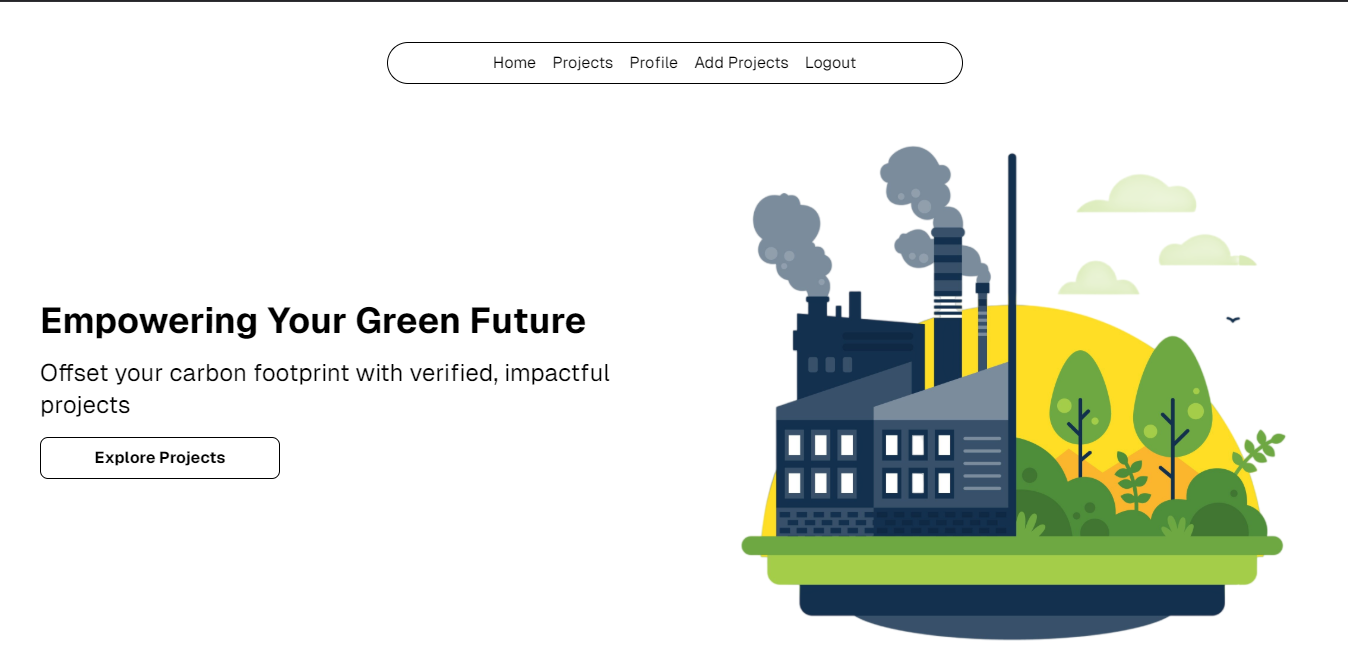 Home Projects Profile Add Projects Logout
Empowering Your Green Future
Offset your carbon footprint with verified, impactful
projects
Explore Projects